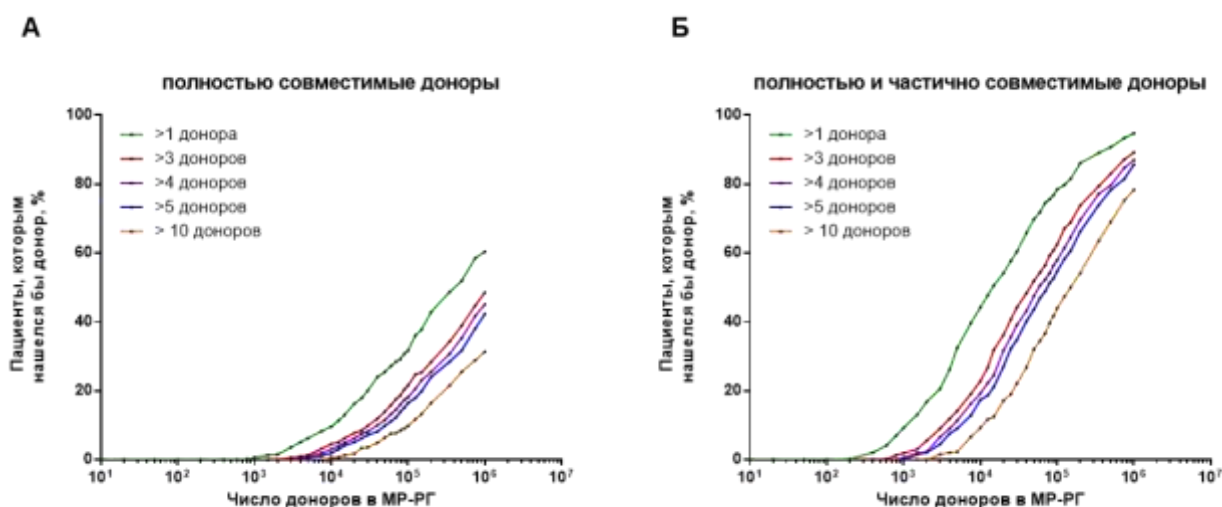 А
полностью совместимые доноры
Пациенты, которым
нашелся бы донор, %
100
80
60
40
20
0
>1 донора
>3 доноров
>4 доноров
>5 доноров
> 10 доноров
10¹ 10² 10³ 10⁴ 10⁵ 10⁶ 10⁷
Число доноров в МР-РГ
Б
полностью и частично совместимые доноры
Пациенты, которым
нашелся бы донор, %
100
80
60
40
20
0
>1 донора
>3 доноров
>4 доноров
>5 доноров
> 10 доноров
10¹ 10² 10³ 10⁴ 10⁵ 10⁶ 10⁷
Число доноров в МР-РГ